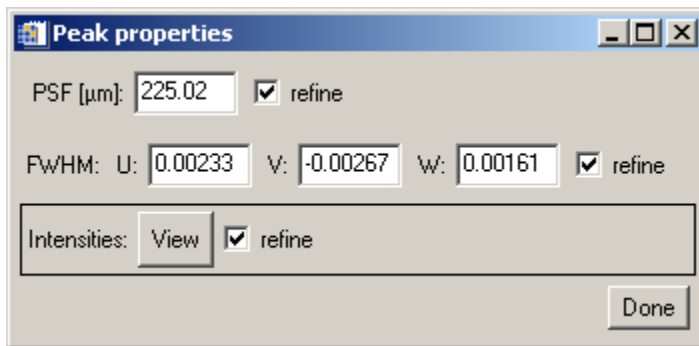 Peak properties
PSF [µm]: 225.02 refine
FWHM: U: 0.00233 V: -0.00267 W: 0.00161 refine
Intensities: View refine
Done